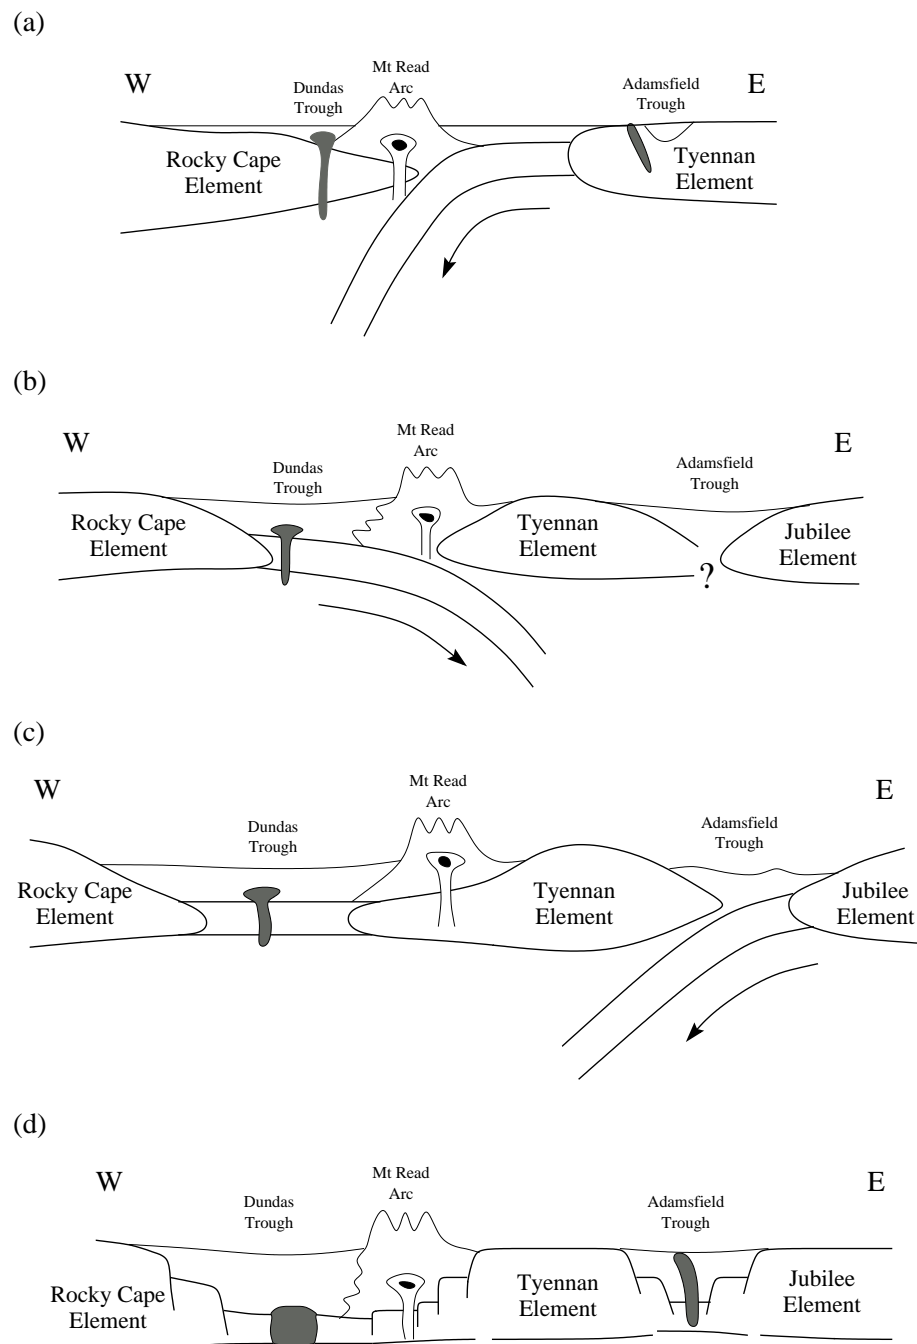 (a)
W
Dundas
Trough
Mt Read
Arc
Adamsfield
Trough
E
Rocky Cape
Element
Tyennan
Element
(b)
W
Dundas
Trough
Mt Read
Arc
Adamsfield
Trough
E
Rocky Cape
Element
Tyennan
Element
?
Jubilee
Element
(c)
W
Dundas
Trough
Mt Read
Arc
Adamsfield
Trough
E
Rocky Cape
Element
Tyennan
Element
Jubilee
Element
(d)
W
Dundas
Trough
Mt Read
Arc
Adamsfield
Trough
E
Rocky Cape
Element
Tyennan
Element
Jubilee
Element